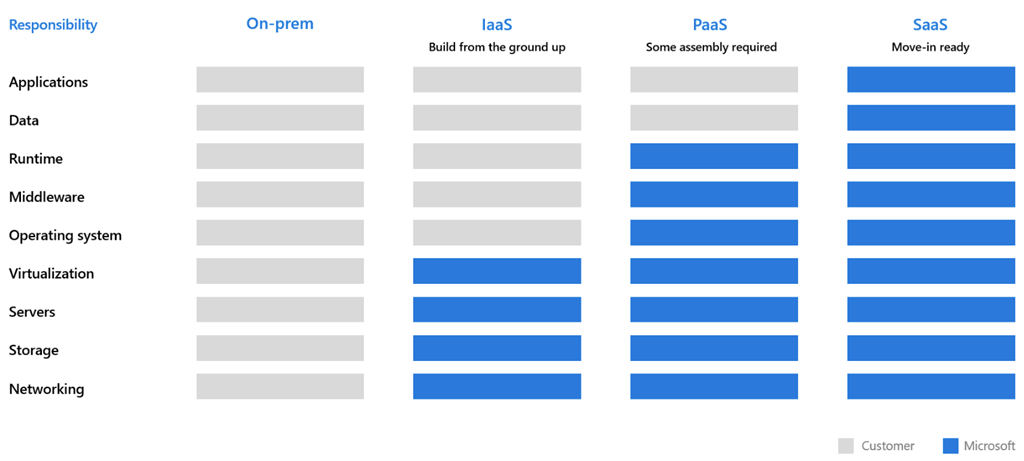 Responsibility On-prem IaaS PaaS SaaS
Build from the ground up Some assembly required Move-in ready
Applications
Data
Runtime
Middleware
Operating system
Virtualization
Servers
Storage
Networking
Customer Microsoft